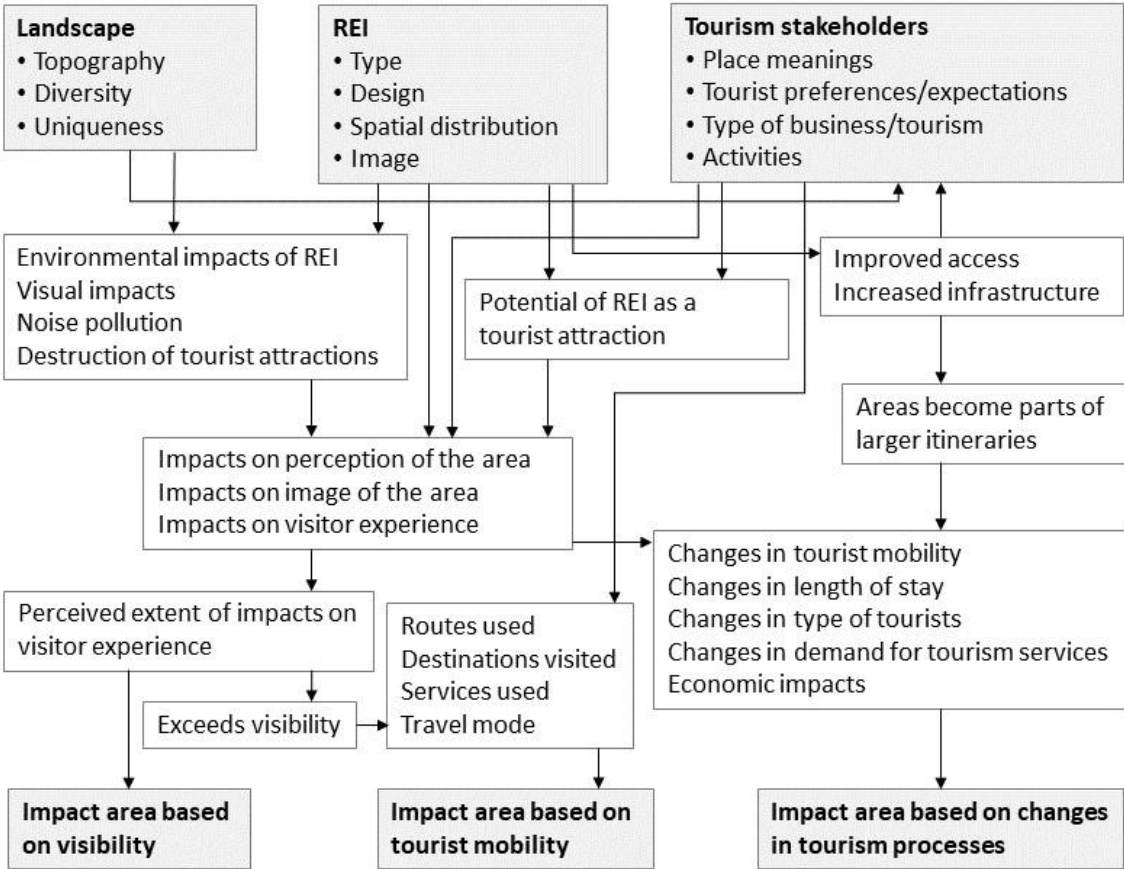 Landscape
• Topography
• Diversity
• Uniqueness
REI
• Type
• Design
• Spatial distribution
• Image
Tourism stakeholders
• Place meanings
• Tourist preferences/expectations
• Type of business/tourism
• Activities
Environmental impacts of REI
Visual impacts
Noise pollution
Destruction of tourist attractions
Potential of REI as a
tourist attraction
Improved access
Increased infrastructure
Areas become parts of
larger itineraries
Impacts on perception of the area
Impacts on image of the area
Impacts on visitor experience
Changes in tourist mobility
Changes in length of stay
Changes in type of tourists
Changes in demand for tourism services
Economic impacts
Perceived extent of impacts on
visitor experience
Routes used
Destinations visited
Services used
Travel mode
Exceeds visibility
Impact area based
on visibility
Impact area based on
tourist mobility
Impact area based on changes
in tourism processes